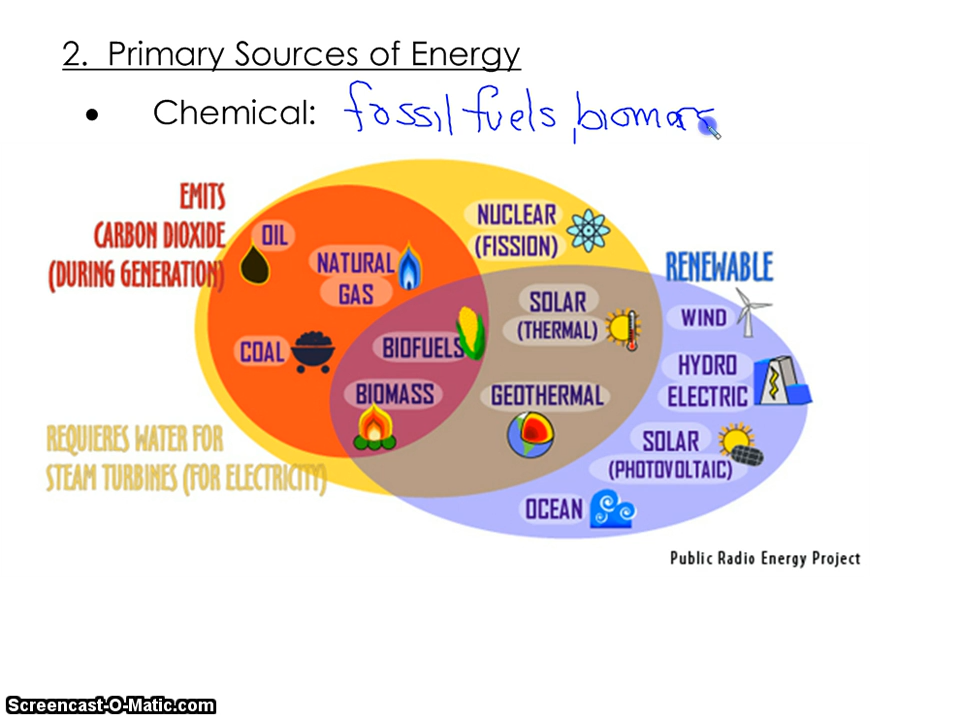 2. Primary Sources of Energy
• Chemical: fossil fuels, biomas
EMITS
CARBON DIOXIDE
(DURING GENERATION)
OIL
NATURAL
GAS
COAL
BIOFUELS
BIOMASS
NUCLEAR
(FISSION)
SOLAR
(THERMAL)
GEOTHERMAL
RENEWABLE
WIND
HYDRO
ELECTRIC
SOLAR
(PHOTOVOLTAIC)
OCEAN
REQUIERES WATER FOR
STEAM TURBINES (FOR ELECTRICITY)
Public Radio Energy Project
Screencast-O-Matic.com